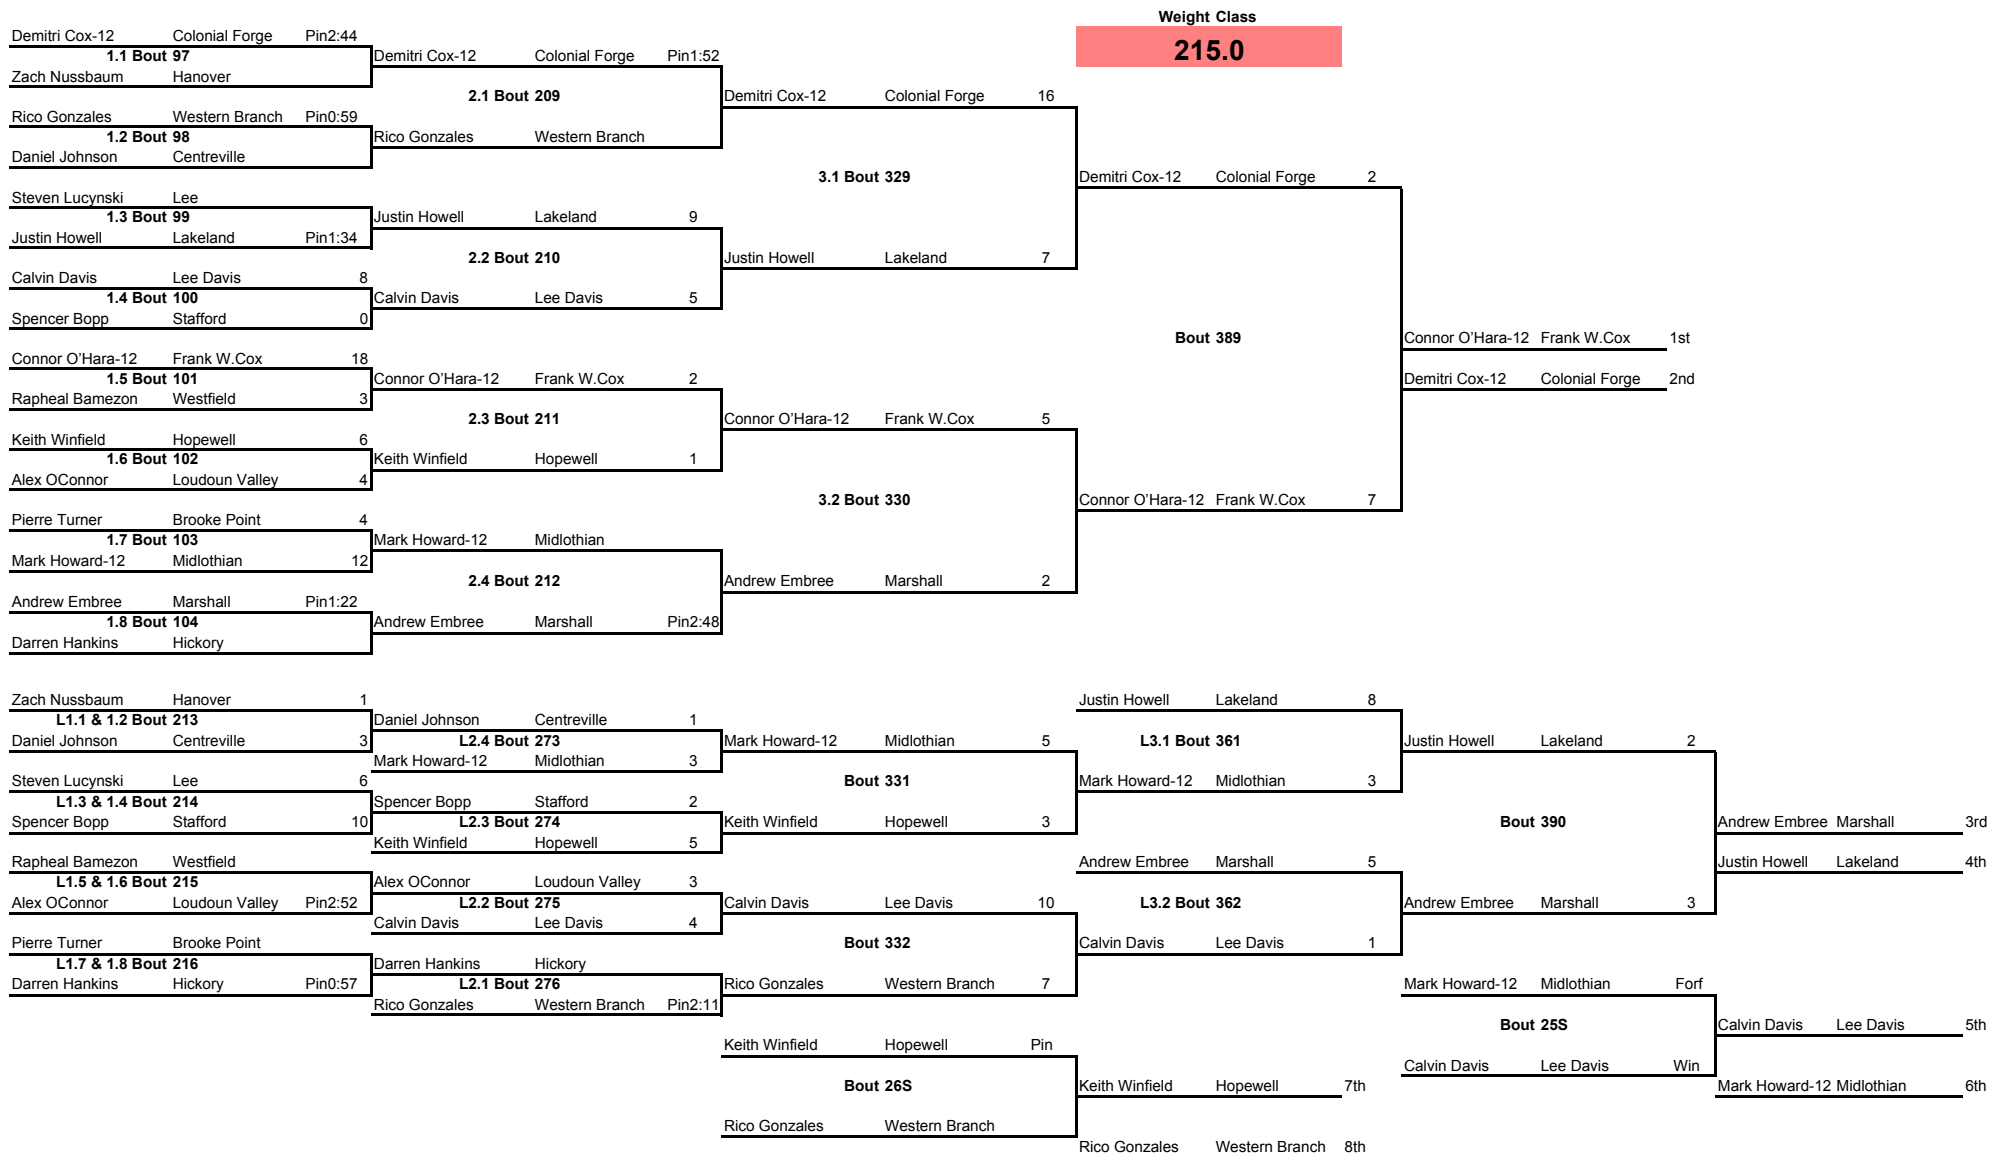 Weight Class
215.0
Demitri Cox-12 Colonial Forge Pin2:44
1.1 Bout 97
Zach Nussbaum Hanover
Rico Gonzales Western Branch Pin0:59
1.2 Bout 98
Daniel Johnson Centreville
Steven Lucynski Lee
1.3 Bout 99
Justin Howell Lakeland Pin1:34
Calvin Davis Lee Davis 8
1.4 Bout 100
Spencer Bopp Stafford 0
Connor O’Hara-12 Frank W.Cox 18
1.5 Bout 101
Rapheal Bamezon Westfield 3
Keith Winfield Hopewell 6
1.6 Bout 102
Alex OConnor Loudoun Valley 4
Pierre Turner Brooke Point 4
1.7 Bout 103
Mark Howard-12 Midlothian 12
Andrew Embree Marshall Pin1:22
1.8 Bout 104
Darren Hankins Hickory
Demitri Cox-12 Colonial Forge Pin1:52
2.1 Bout 209
Rico Gonzales Western Branch
Justin Howell Lakeland 9
2.2 Bout 210
Calvin Davis Lee Davis 5
Connor O’Hara-12 Frank W.Cox 2
2.3 Bout 211
Keith Winfield Hopewell 1
Mark Howard-12 Midlothian
2.4 Bout 212
Andrew Embree Marshall Pin2:48
Demitri Cox-12 Colonial Forge 16
3.1 Bout 329
Justin Howell Lakeland 7
Connor O’Hara-12 Frank W.Cox 5
3.2 Bout 330
Andrew Embree Marshall 2
Demitri Cox-12 Colonial Forge 2
Bout 389
Connor O’Hara-12 Frank W.Cox 7
Connor O’Hara-12 Frank W.Cox 1st
Demitri Cox-12 Colonial Forge 2nd
Zach Nussbaum Hanover 1
L1.1 & 1.2 Bout 213
Daniel Johnson Centreville 3
Steven Lucynski Lee 6
L1.3 & 1.4 Bout 214
Spencer Bopp Stafford 10
Rapheal Bamezon Westfield
L1.5 & 1.6 Bout 215
Alex OConnor Loudoun Valley Pin2:52
Pierre Turner Brooke Point
L1.7 & 1.8 Bout 216
Darren Hankins Hickory Pin0:57
Daniel Johnson Centreville 1
L2.4 Bout 273
Mark Howard-12 Midlothian 3
Spencer Bopp Stafford 2
L2.3 Bout 274
Keith Winfield Hopewell 5
Alex OConnor Loudoun Valley 3
L2.2 Bout 275
Calvin Davis Lee Davis 4
Darren Hankins Hickory
L2.1 Bout 276
Rico Gonzales Western Branch Pin2:11
Mark Howard-12 Midlothian 5
Bout 331
Keith Winfield Hopewell 3
Calvin Davis Lee Davis 10
Bout 332
Rico Gonzales Western Branch 7
Keith Winfield Hopewell Pin
Bout 26S
Rico Gonzales Western Branch
Justin Howell Lakeland 8
L3.1 Bout 361
Mark Howard-12 Midlothian 3
Andrew Embree Marshall 5
L3.2 Bout 362
Calvin Davis Lee Davis 1
Keith Winfield Hopewell 7th
Rico Gonzales Western Branch 8th
Justin Howell Lakeland 2
Bout 390
Andrew Embree Marshall 3
Mark Howard-12 Midlothian Forf
Bout 25S
Calvin Davis Lee Davis Win
Andrew Embree Marshall 3rd
Justin Howell Lakeland 4th
Calvin Davis Lee Davis 5th
Mark Howard-12 Midlothian 6th